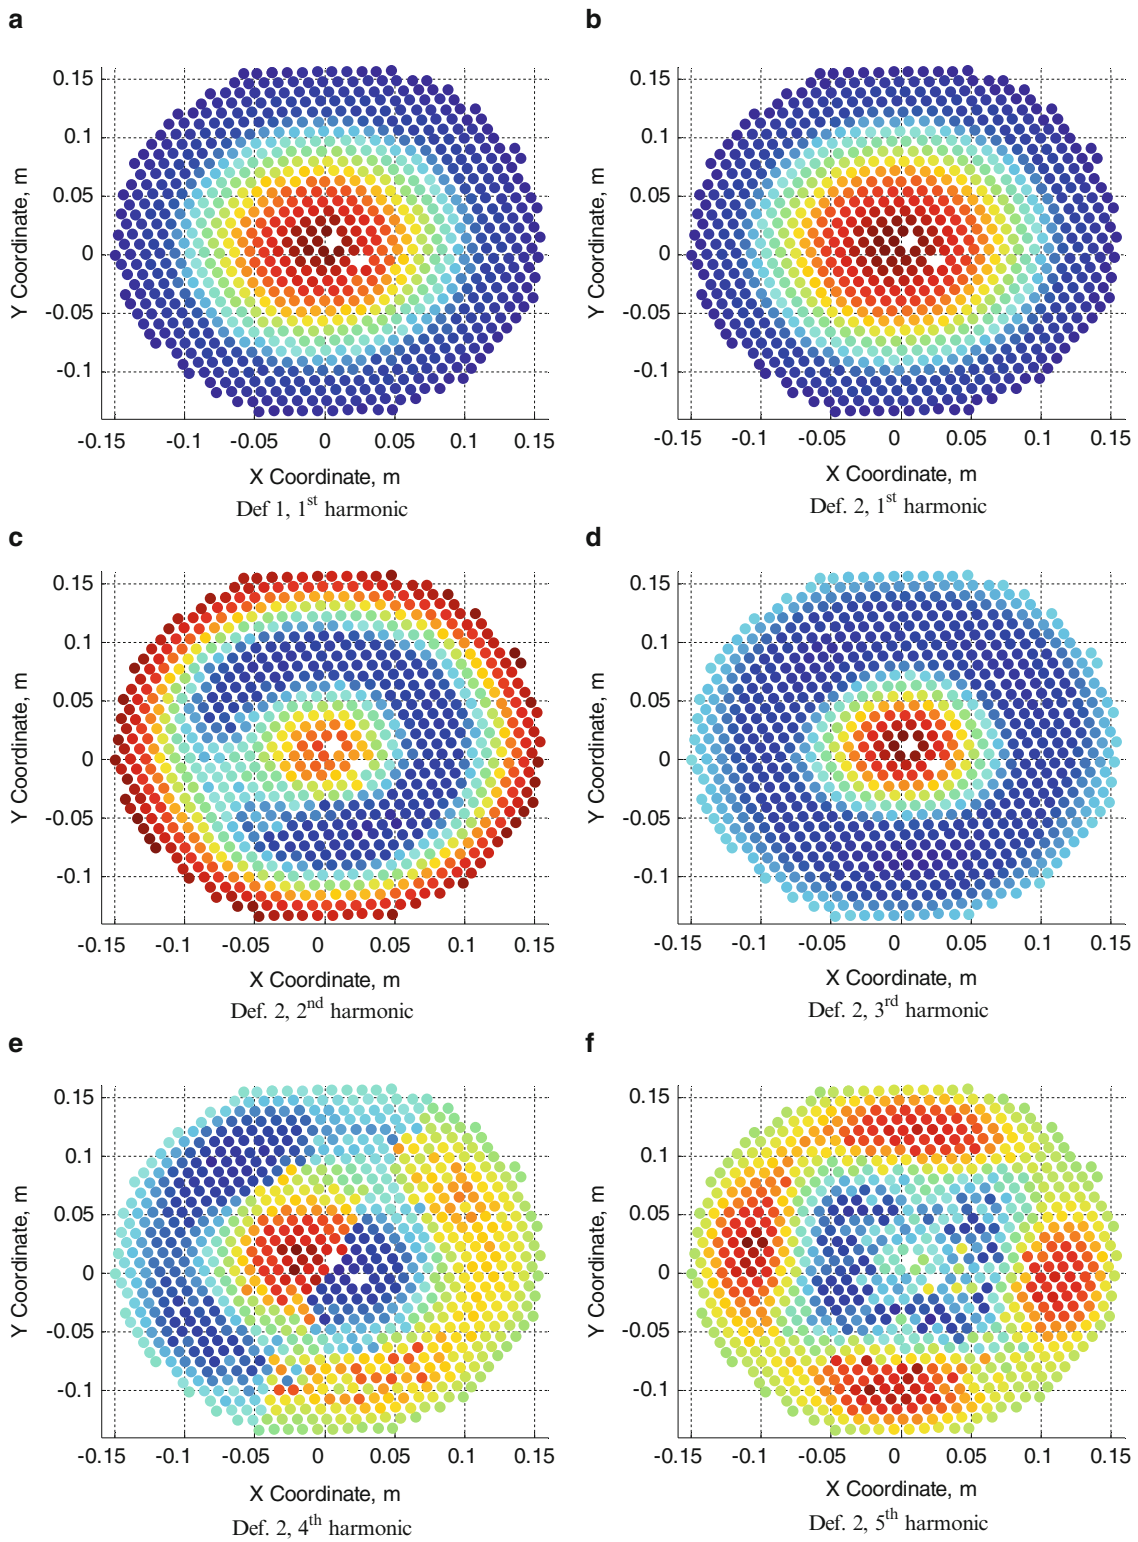 a
b
0.15
0.1
0.05
0
-0.05
-0.1
Y Coordinate, m
-0.15 -0.1 -0.05 0 0.05 0.1 0.15
X Coordinate, m
Def 1, 1st harmonic
0.15
0.1
0.05
0
-0.05
-0.1
Y Coordinate, m
-0.15 -0.1 -0.05 0 0.05 0.1 0.15
X Coordinate, m
Def. 2, 1st harmonic
c
d
0.15
0.1
0.05
0
-0.05
-0.1
Y Coordinate, m
-0.15 -0.1 -0.05 0 0.05 0.1 0.15
X Coordinate, m
Def. 2, 2nd harmonic
0.15
0.1
0.05
0
-0.05
-0.1
Y Coordinate, m
-0.15 -0.1 -0.05 0 0.05 0.1 0.15
X Coordinate, m
Def. 2, 3rd harmonic
e
f
0.15
0.1
0.05
0
-0.05
-0.1
Y Coordinate, m
-0.15 -0.1 -0.05 0 0.05 0.1 0.15
X Coordinate, m
Def. 2, 4th harmonic
0.15
0.1
0.05
0
-0.05
-0.1
Y Coordinate, m
-0.15 -0.1 -0.05 0 0.05 0.1 0.15
X Coordinate, m
Def. 2, 5th harmonic